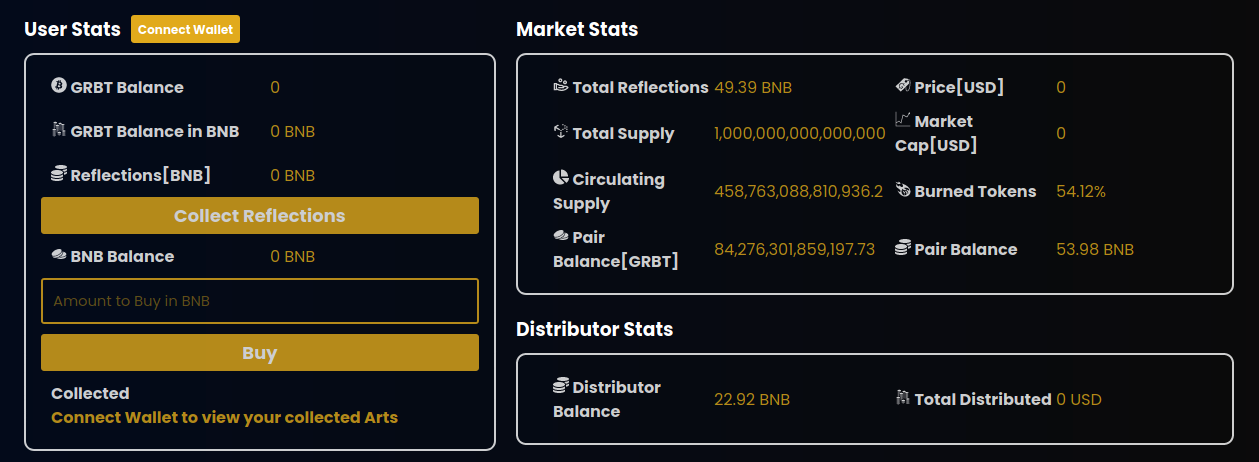 User Stats Connect Wallet
GRBT Balance 0
GRBT Balance in BNB 0 BNB
Reflections[BNB] 0 BNB
Collect Reflections
BNB Balance 0 BNB
Amount to Buy in BNB
Buy
Collected
Connect Wallet to view your collected Arts
Market Stats
Total Reflections 49.39 BNB Price[USD] 0
Total Supply 1,000,000,000,000,000 Market
Cap[USD] 0
Circulating
Supply 458,763,088,810,936.2 Burned Tokens 54.12%
Pair
Balance[GRBT] 84,276,301,859,197.73 Pair Balance 53.98 BNB
Distributor Stats
Distributor
Balance 22.92 BNB Total Distributed 0 USD